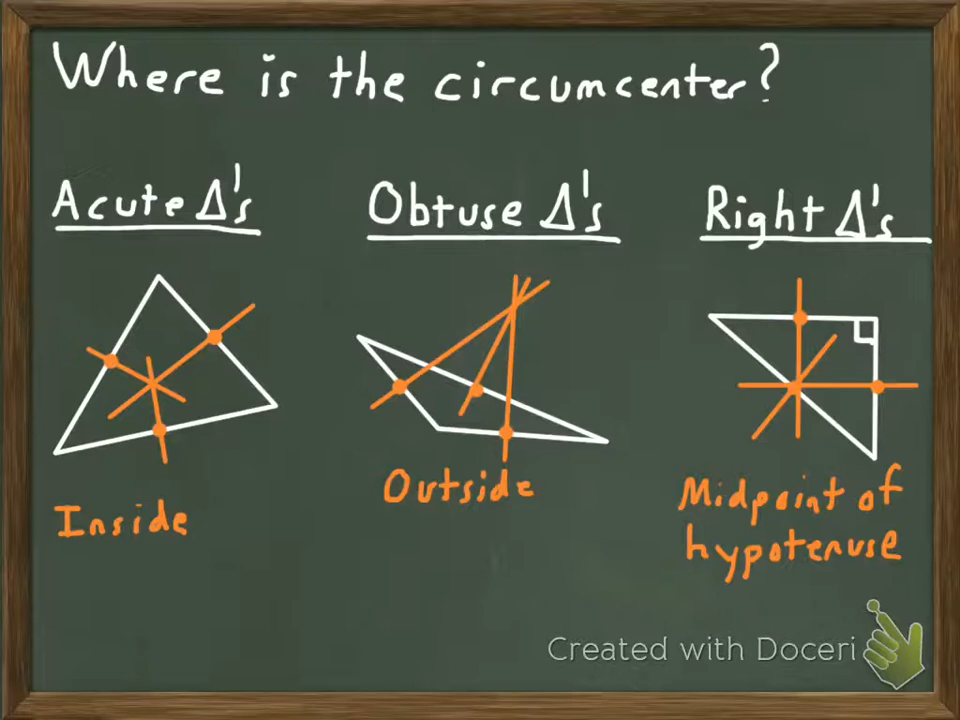 Where is the circumcenter?
Acute Δ's
Obtuse Δ's
Right Δ's
Inside
Outside
Midpoint of
hypotenuse
Created with Doceri